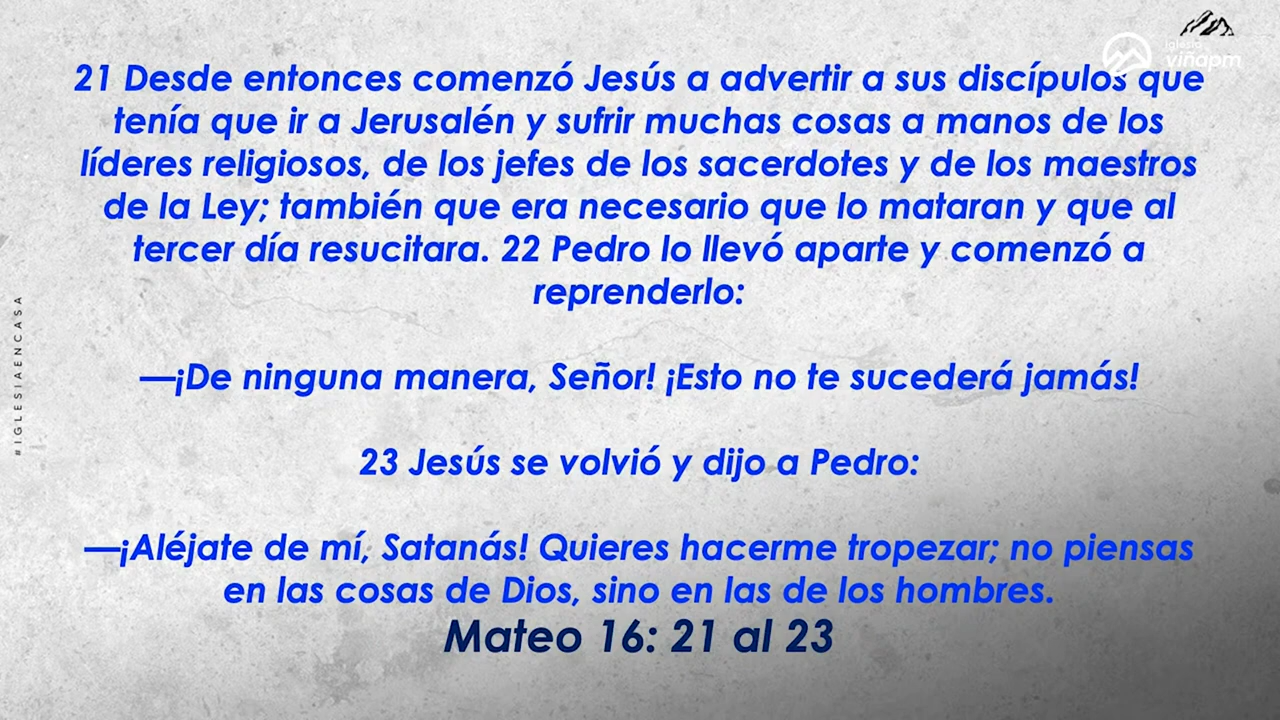 iglesia
vinapm
21 Desde entonces comenzó Jesús a advertir a sus discípulos que
tenía que ir a Jerusalén y sufrir muchas cosas a manos de los
líderes religiosos, de los jefes de los sacerdotes y de los maestros
de la Ley; también que era necesario que lo mataran y que al
tercer día resucitara. 22 Pedro lo llevó aparte y comenzó a
reprenderlo:
—¡De ninguna manera, Señor! ¡Esto no te sucederá jamás!
23 Jesús se volvió y dijo a Pedro:
—¡Aléjate de mí, Satanás! Quieres hacerme tropezar; no piensas
en las cosas de Dios, sino en las de los hombres.
Mateo 16: 21 al 23
#IGLESIAENCASA